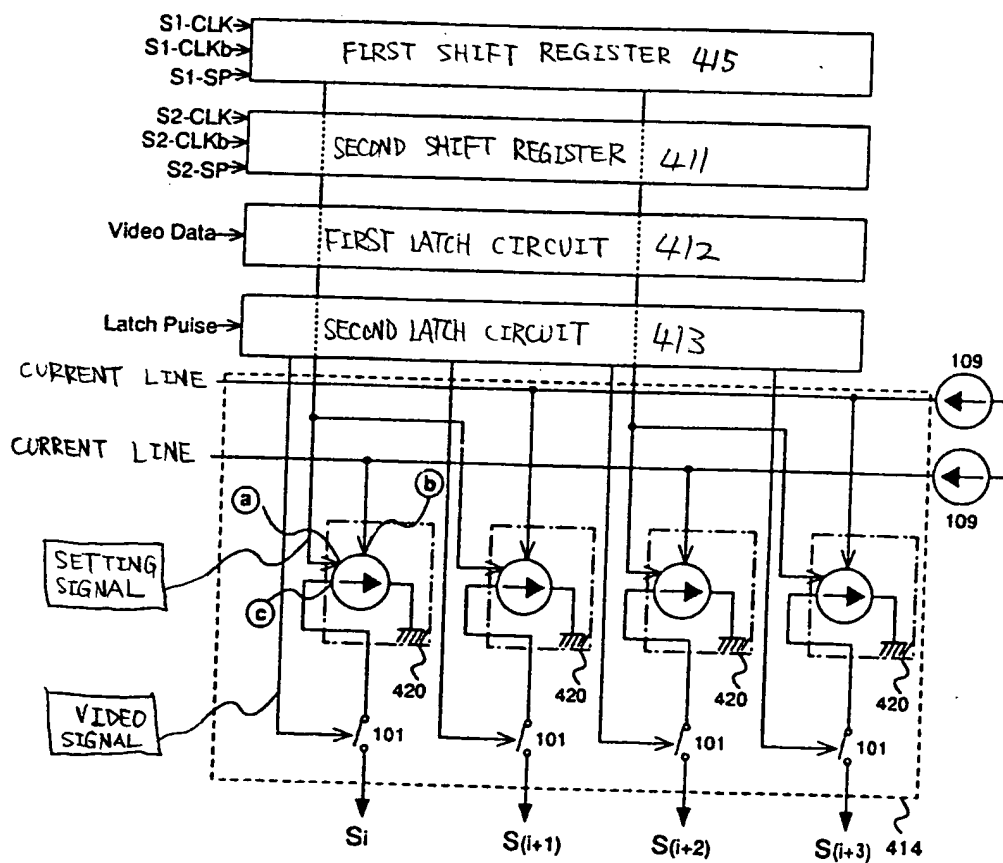 S1-CLK
S1-CLKb
S1-SP
FIRST SHIFT REGISTER 415
S2-CLK
S2-CLKb
S2-SP
SECOND SHIFT REGISTER 411
Video Data
FIRST LATCH CIRCUIT 412
Latch Puise
SECOND LATCH CIRCUIT 413
CURRENT LINE
109
CURRENT LINE
109
a
b
SETTING
SIGNAL
c
420
420
420
420
VIDEO
SIGNAL
101
101
101
101
Si
S(i+1)
S(i+2)
S(i+3)
414